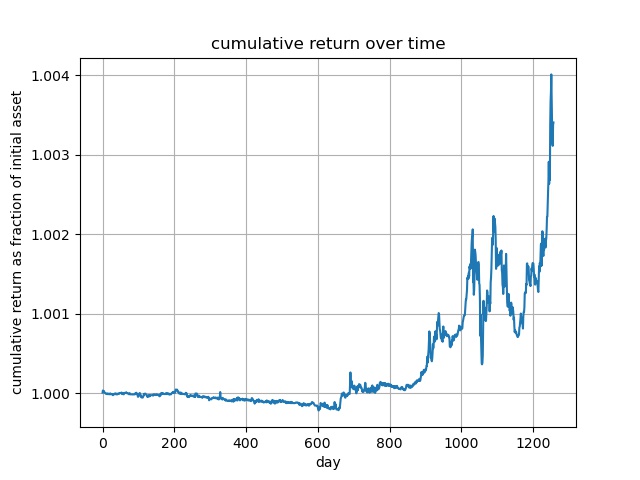 cumulative return over time
cumulative return as fraction of initial asset
1.004
1.003
1.002
1.001
1.000
0 200 400 600 800 1000 1200
day